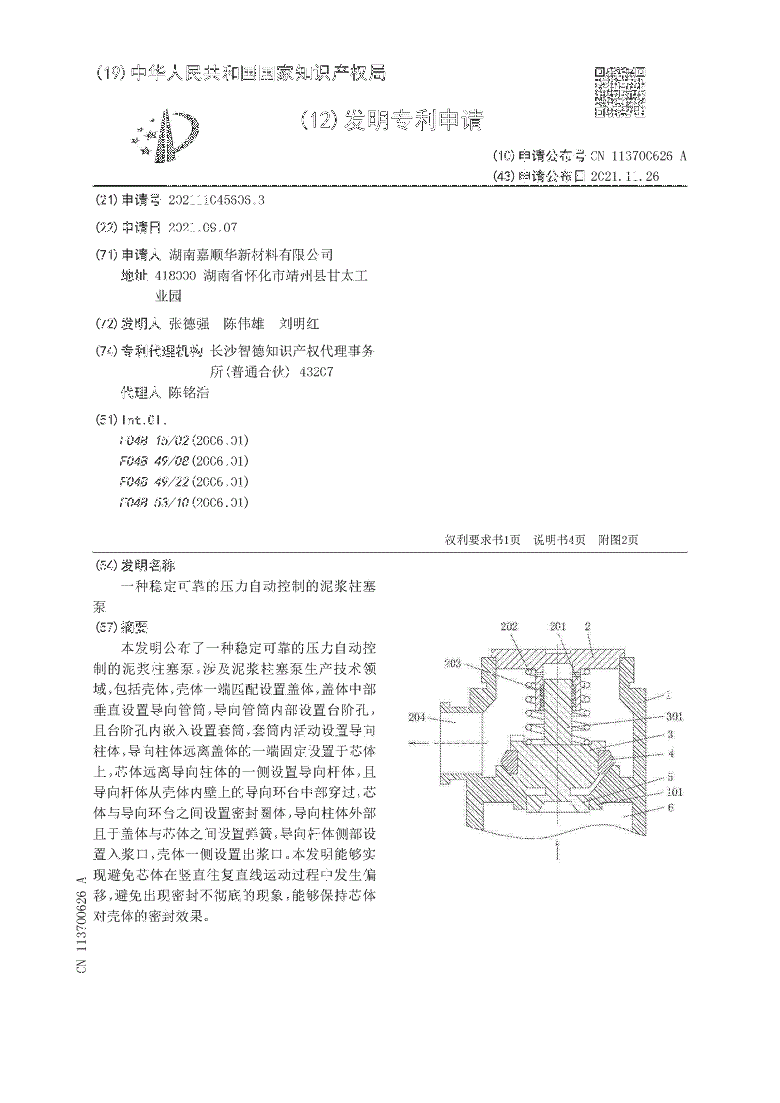 (19)中华人民共和国国家知识产权局
(12)发明专利申请
(10)申请公布号 CN 113700626 A
(43)申请公布日 2021.11.26
(21)申请号 202111045606.3
(22)申请日 2021.09.07
(71)申请人 湖南嘉顺华新材料有限公司
地址 418000 湖南省怀化市靖州县甘太工
业园
(72)发明人 张德强 陈伟雄 刘明红
(74)专利代理机构 长沙智德知识产权代理事务
所(普通合伙) 43207
代理人 陈铭浩
(51)Int.Cl.
F04B 15/02(2006.01)
F04B 49/08(2006.01)
F04B 49/22(2006.01)
F04B 53/10(2006.01)
权利要求书1页 说明书4页 附图2页
(54)发明名称
一种稳定可靠的压力自动控制的泥浆柱塞
泵
(57)摘要
本发明公布了一种稳定可靠的压力自动控
制的泥浆柱塞泵,涉及泥浆柱塞泵生产技术领
域,包括壳体,壳体一端匹配设置盖体,盖体中部
垂直设置导向管筒,导向管筒内部设置台阶孔,
且台阶孔内嵌入设置套筒,套筒内活动设置导向
柱体,导向柱体远离盖体的一端固定设置于芯体
上,芯体远离导向柱体的一侧设置导向杆体,且
导向杆体从壳体内壁上的导向环台中部穿过,芯
体与导向环台之间设置密封圈体,导向柱体外部
且于盖体与芯体之间设置弹簧,导向杆体侧部设
置入浆口,壳体一侧设置出浆口。本发明能够实
现避免芯体在竖直往复直线运动过程中发生偏
移,避免出现密封不彻底的现象,能够保持芯体
对壳体的密封效果。
CN 113700626 A
202
201
2
203
1
204
301
3
4
5
101
6